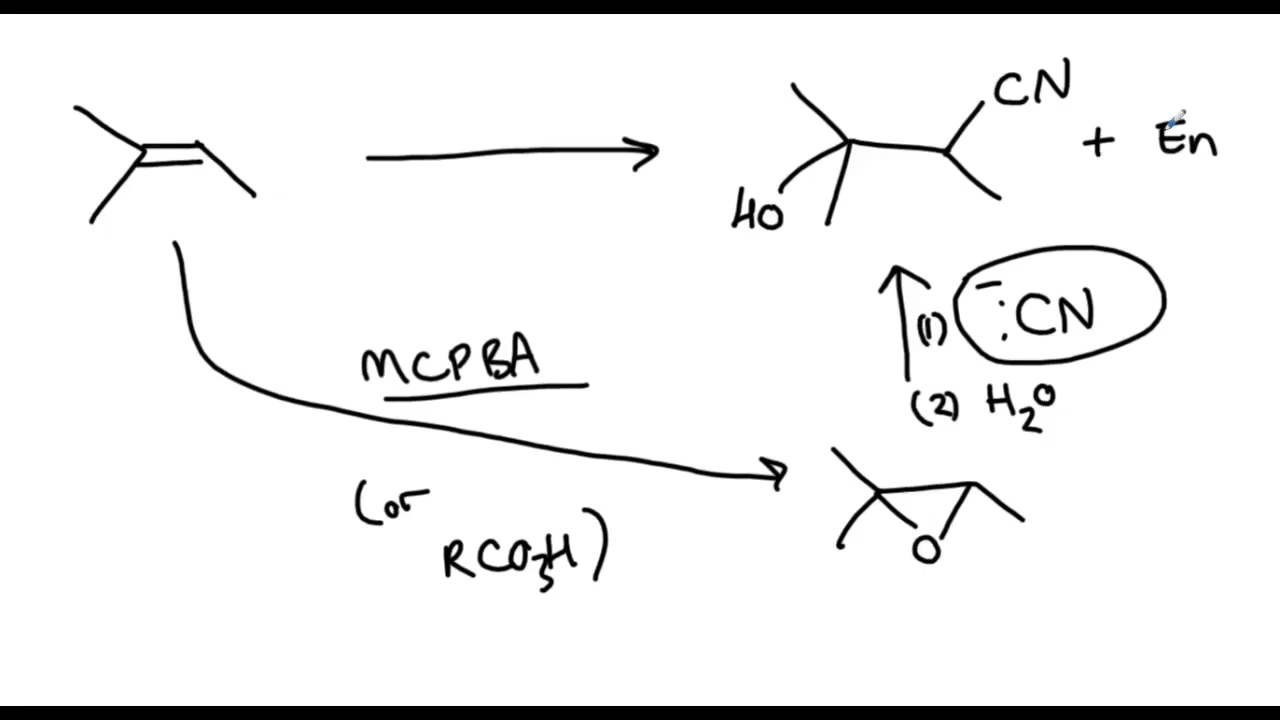 CN
+ En
HO
(1) −:CN
MCPBA
(2) H2O
(or
RCO3H)
O